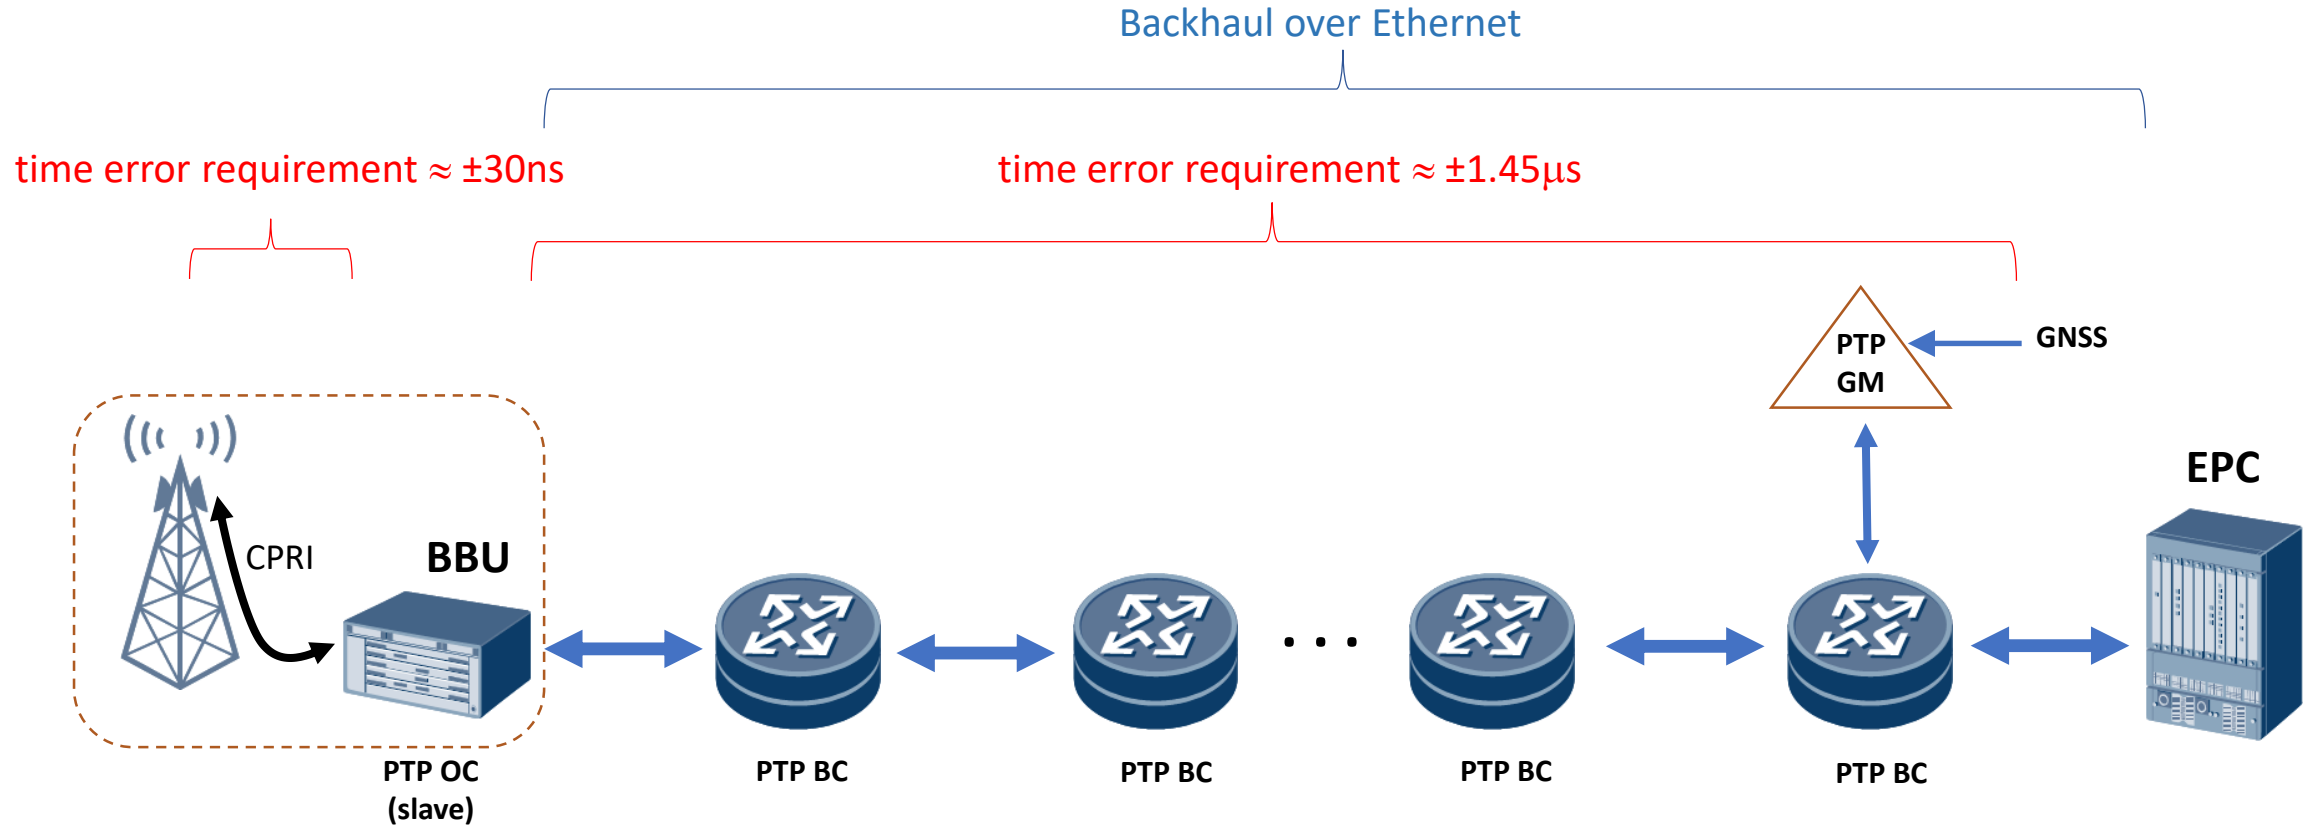 Backhaul over Ethernet
time error requirement ≈ ±30ns
time error requirement ≈ ±1.45μs
PTP
GM
GNSS
EPC
CPRI
BBU
. . .
PTP OC
(slave)
PTP BC
PTP BC
PTP BC
PTP BC